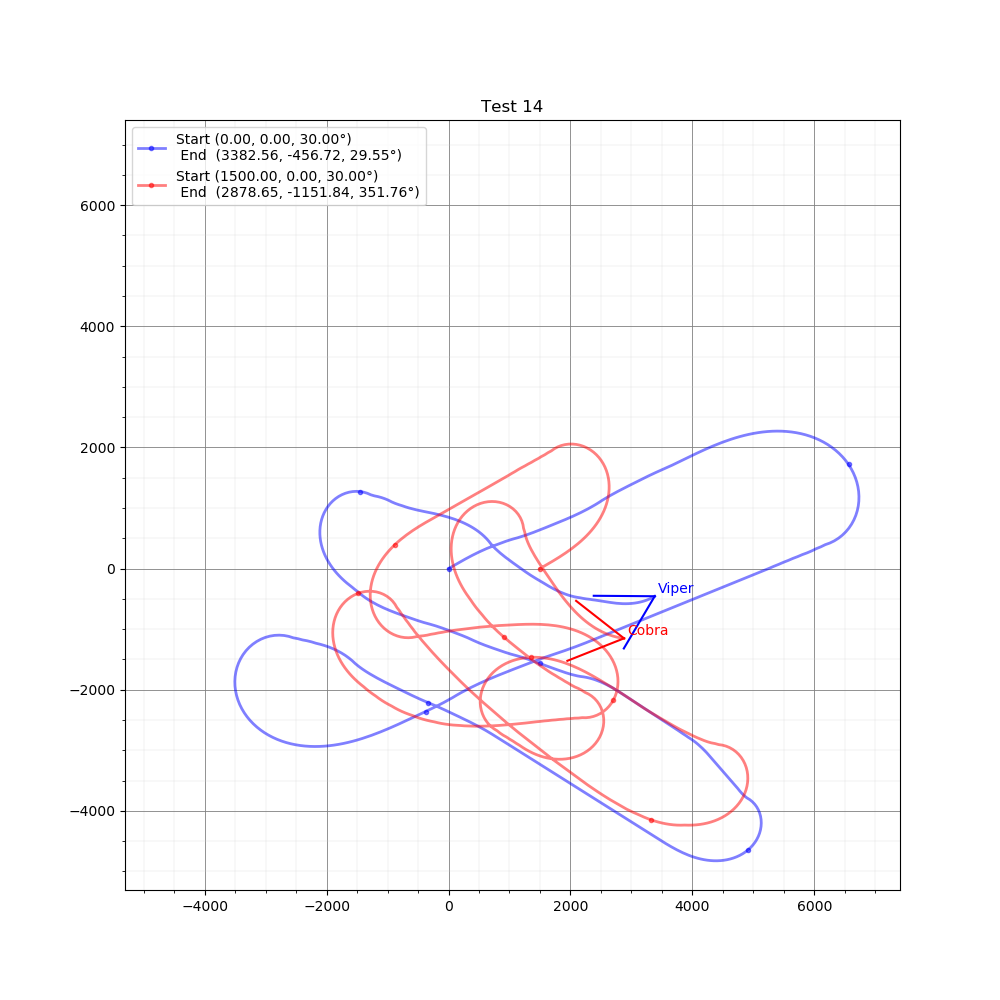 Test 14
Start (0.00, 0.00, 30.00°)
End (3382.56, -456.72, 29.55°)
Start (1500.00, 0.00, 30.00°)
End (2878.65, -1151.84, 351.76°)
6000
4000
2000
0
−2000
−4000
Viper
Cobra
−4000 −2000 0 2000 4000 6000